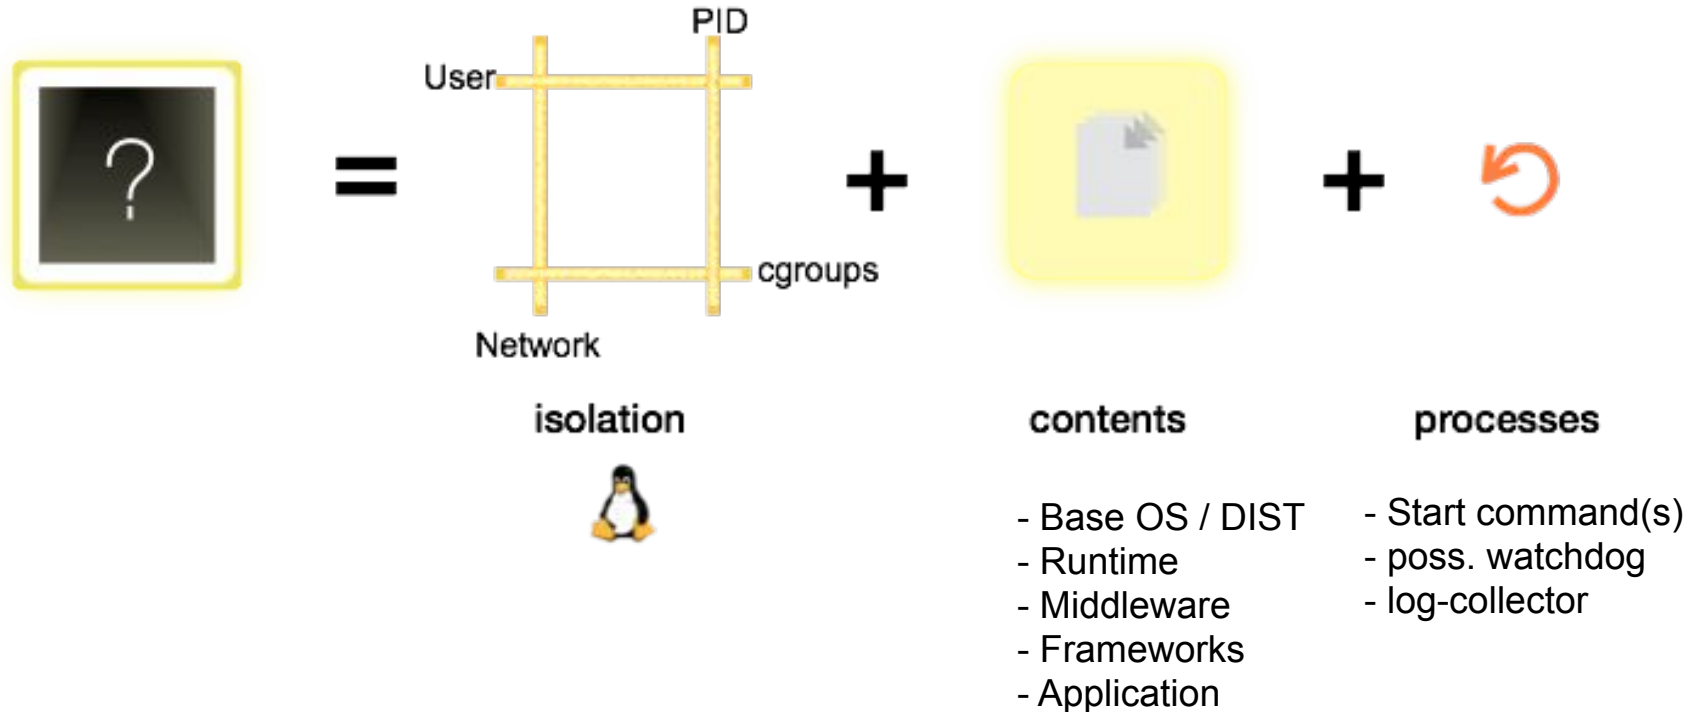 PID
User
?
=
+
+
cgroups
Network
isolation
contents
processes
- Base OS / DIST
- Runtime
- Middleware
- Frameworks
- Application
- Start command(s)
- poss. watchdog
- log-collector